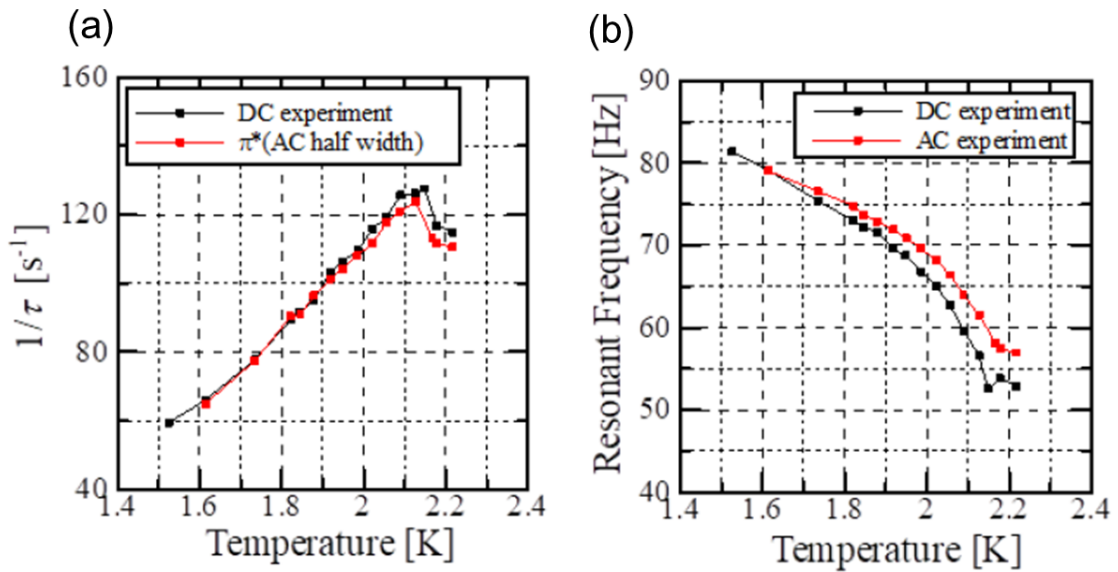 (a)
160
120
80
40
1.4
1.6
1.8
2
2.2
2.4
1/τ [s⁻¹]
Temperature [K]
DC experiment
π*(AC half width)
(b)
90
80
70
60
50
40
1.4
1.6
1.8
2
2.2
2.4
Resonant Frequency [Hz]
Temperature [K]
DC experiment
AC experiment